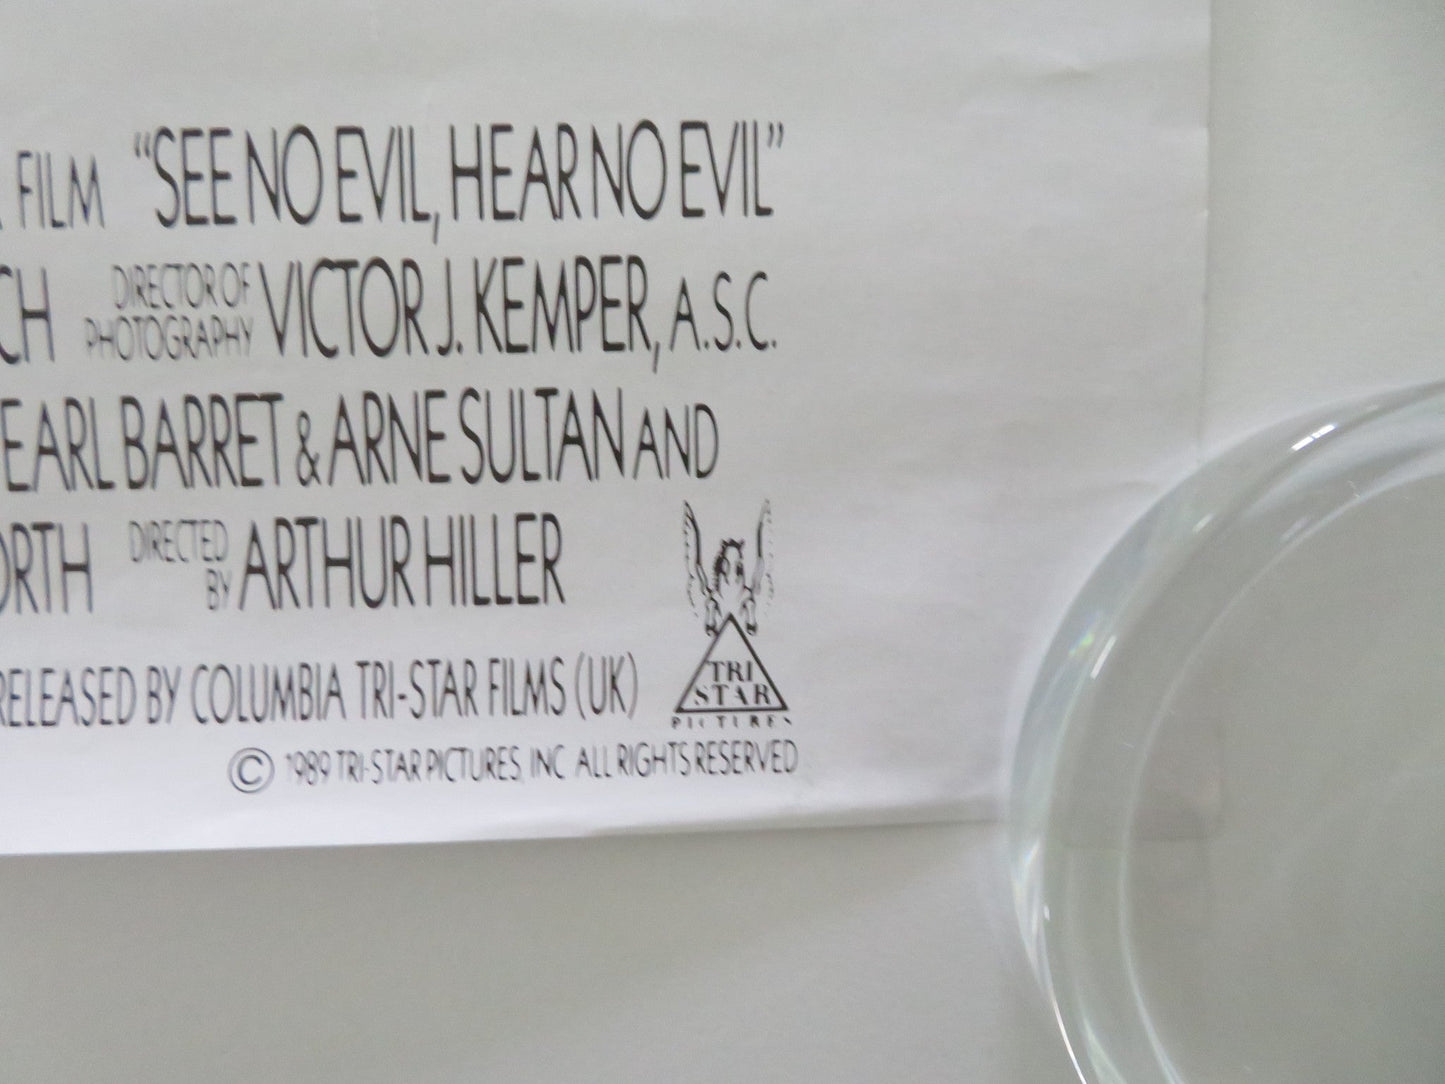 FILM "SEE NO EVIL, HEAR NO EVIL"
CH DIRECTOR OF PHOTOGRAPHY VICTOR J. KEMPER, A.S.C.
EARL BARRET & ARNE SULTAN AND
ORTH DIRECTED BY ARTHUR HILLER
RELEASED BY COLUMBIA TRI-STAR FILMS (UK)
TRI
STAR
PICTURES
© 1989 TRI-STAR PICTURES, INC. ALL RIGHTS RESERVED